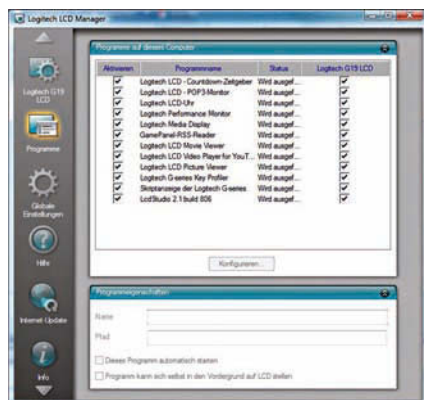 Logitech LCD Manager
Logitech G19 LCD
Programme
Globale Einstellungen
Hilfe
Internet-Update
Info
Programme auf diesem Computer
Aktivieren Programmname Status Logitech G19 LCD
Logitech LCD - Countdown-Zeitgeber Wird ausgef...
Logitech LCD - POP3-Monitor Wird ausgef...
Logitech LCD-Uhr Wird ausgef...
Logitech Performance Monitor Wird ausgef...
Logitech Media Display Wird ausgef...
GamePanel-RSS-Reader Wird ausgef...
Logitech LCD Movie Viewer Wird ausgef...
Logitech LCD Video Player for YouT... Wird ausgef...
Logitech LCD Picture Viewer Wird ausgef...
Logitech G-series Key Profiler Wird ausgef...
Skriptanzeige der Logitech G-series Wird ausgef...
LcdStudio 2.1 build 806 Wird ausgef...
Konfigurieren...
Programmeigenschaften
Name
Pfad
Dieses Programm automatisch starten
Programm kann sich selbst in den Vordergrund auf LCD stellen